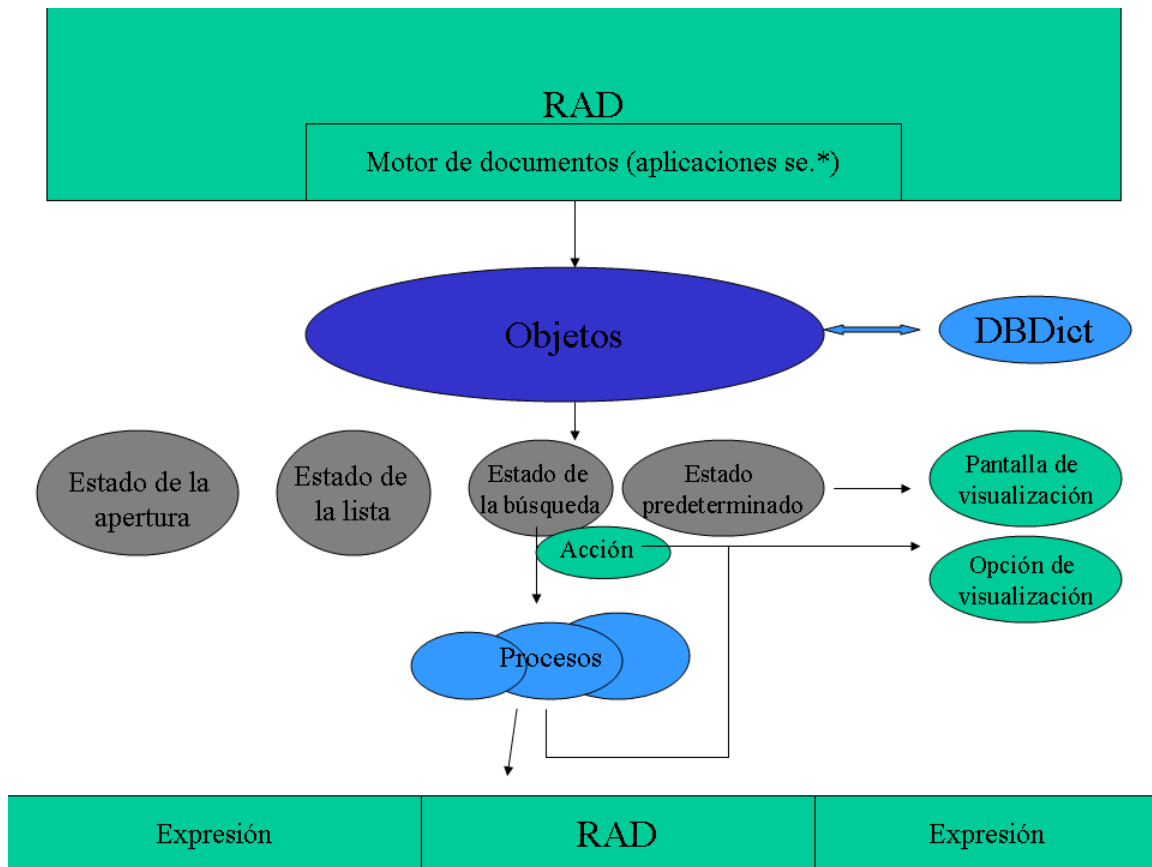 RAD
Motor de documentos (aplicaciones se.*)
Objetos
DBDict
Estado de la
apertura
Estado de
la lista
Estado de
la búsqueda
Estado
predeterminado
Pantalla de
visualización
Acción
Opción de
visualización
Procesos
Expresión
RAD
Expresión